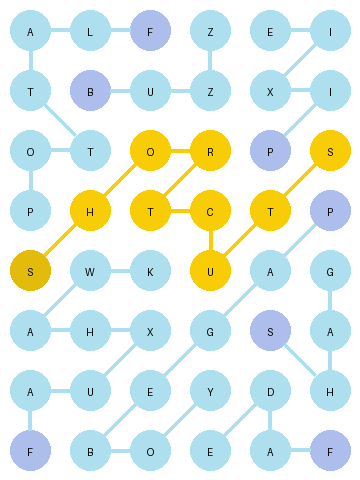 A L F Z E I
T B U Z X I
O T O R P S
P H T C T P
S W K U A G
A H X G S A
A U E Y D H
F B O E A F